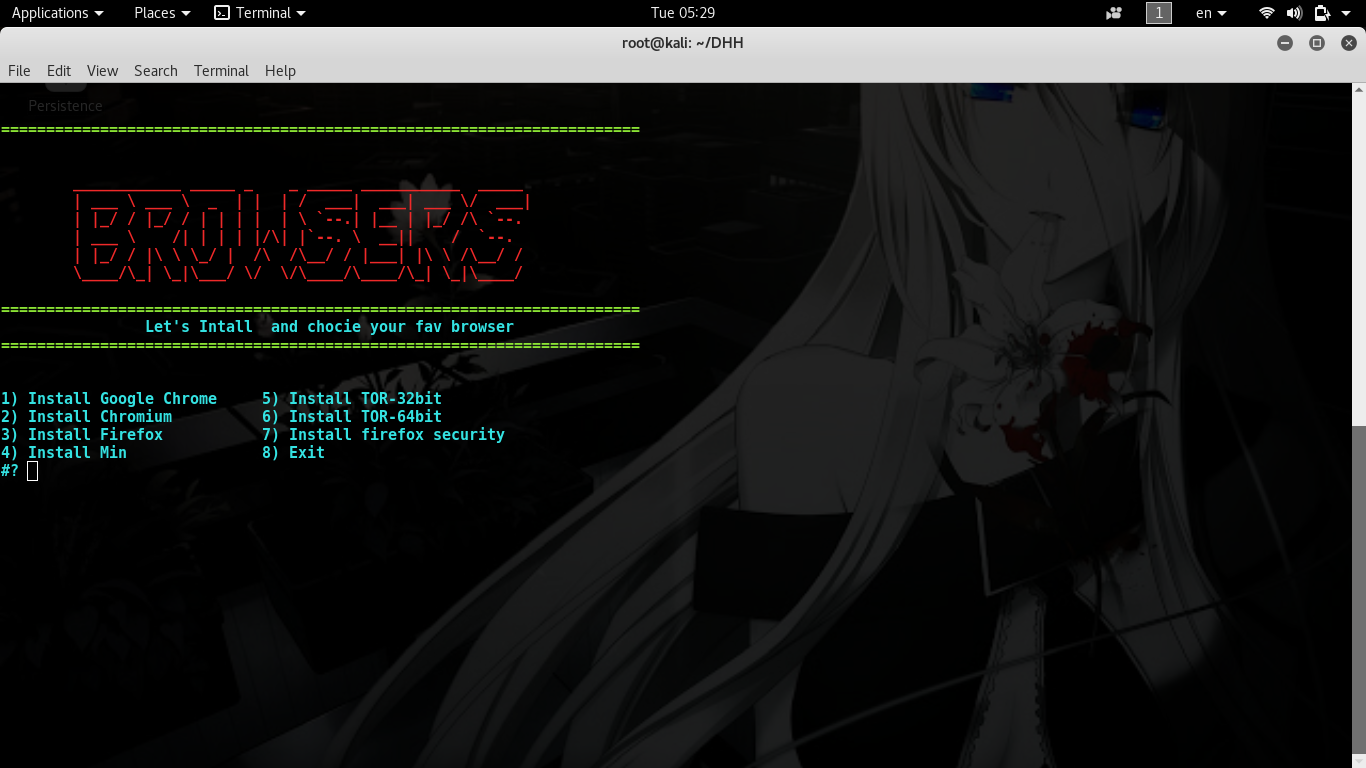 Applications Places Terminal Tue 05:29 1 en
root@kali: ~/DHH
File Edit View Search Terminal Help
Persistence
=======================================================================
BROWSERS
=======================================================================
Let's Intall  and chocie your fav browser
=======================================================================
1) Install Google Chrome     5) Install TOR-32bit
2) Install Chromium          6) Install TOR-64bit
3) Install Firefox           7) Install firefox security
4) Install Min               8) Exit
#?